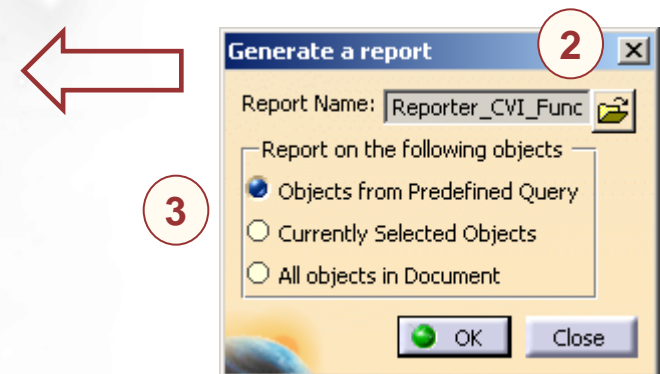 Generate a report
2
Report Name: Reporter_CVI_Func
Report on the following objects
3
Objects from Predefined Query
Currently Selected Objects
All objects in Document
OK Close